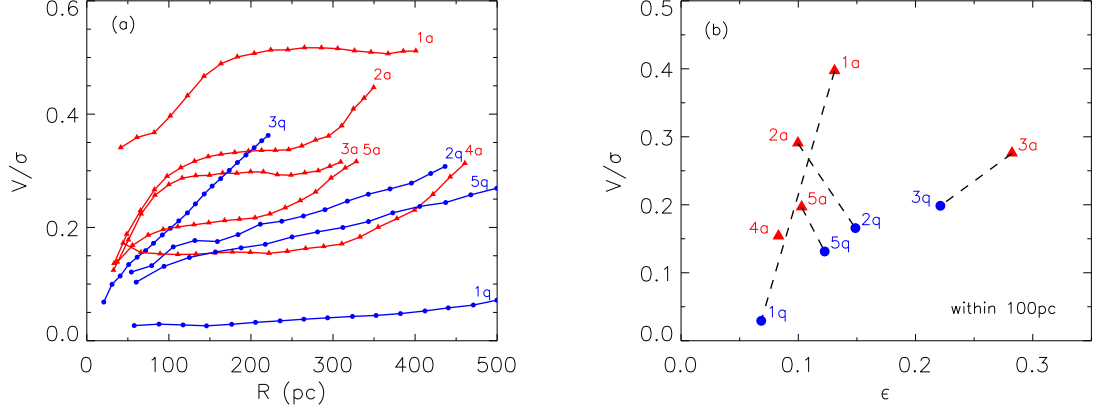 (a)
1a
2a
3q
3a 5a
2q 4a
5q
1q
0.6
0.4
0.2
0.0
V/σ
0 100 200 300 400 500
R (pc)
(b)
1a
2a
3a
5a
3q
4a
2q
5q
1q
within 100pc
0.5
0.4
0.3
0.2
0.1
0.0
V/σ
0.0 0.1 0.2 0.3
ϵ